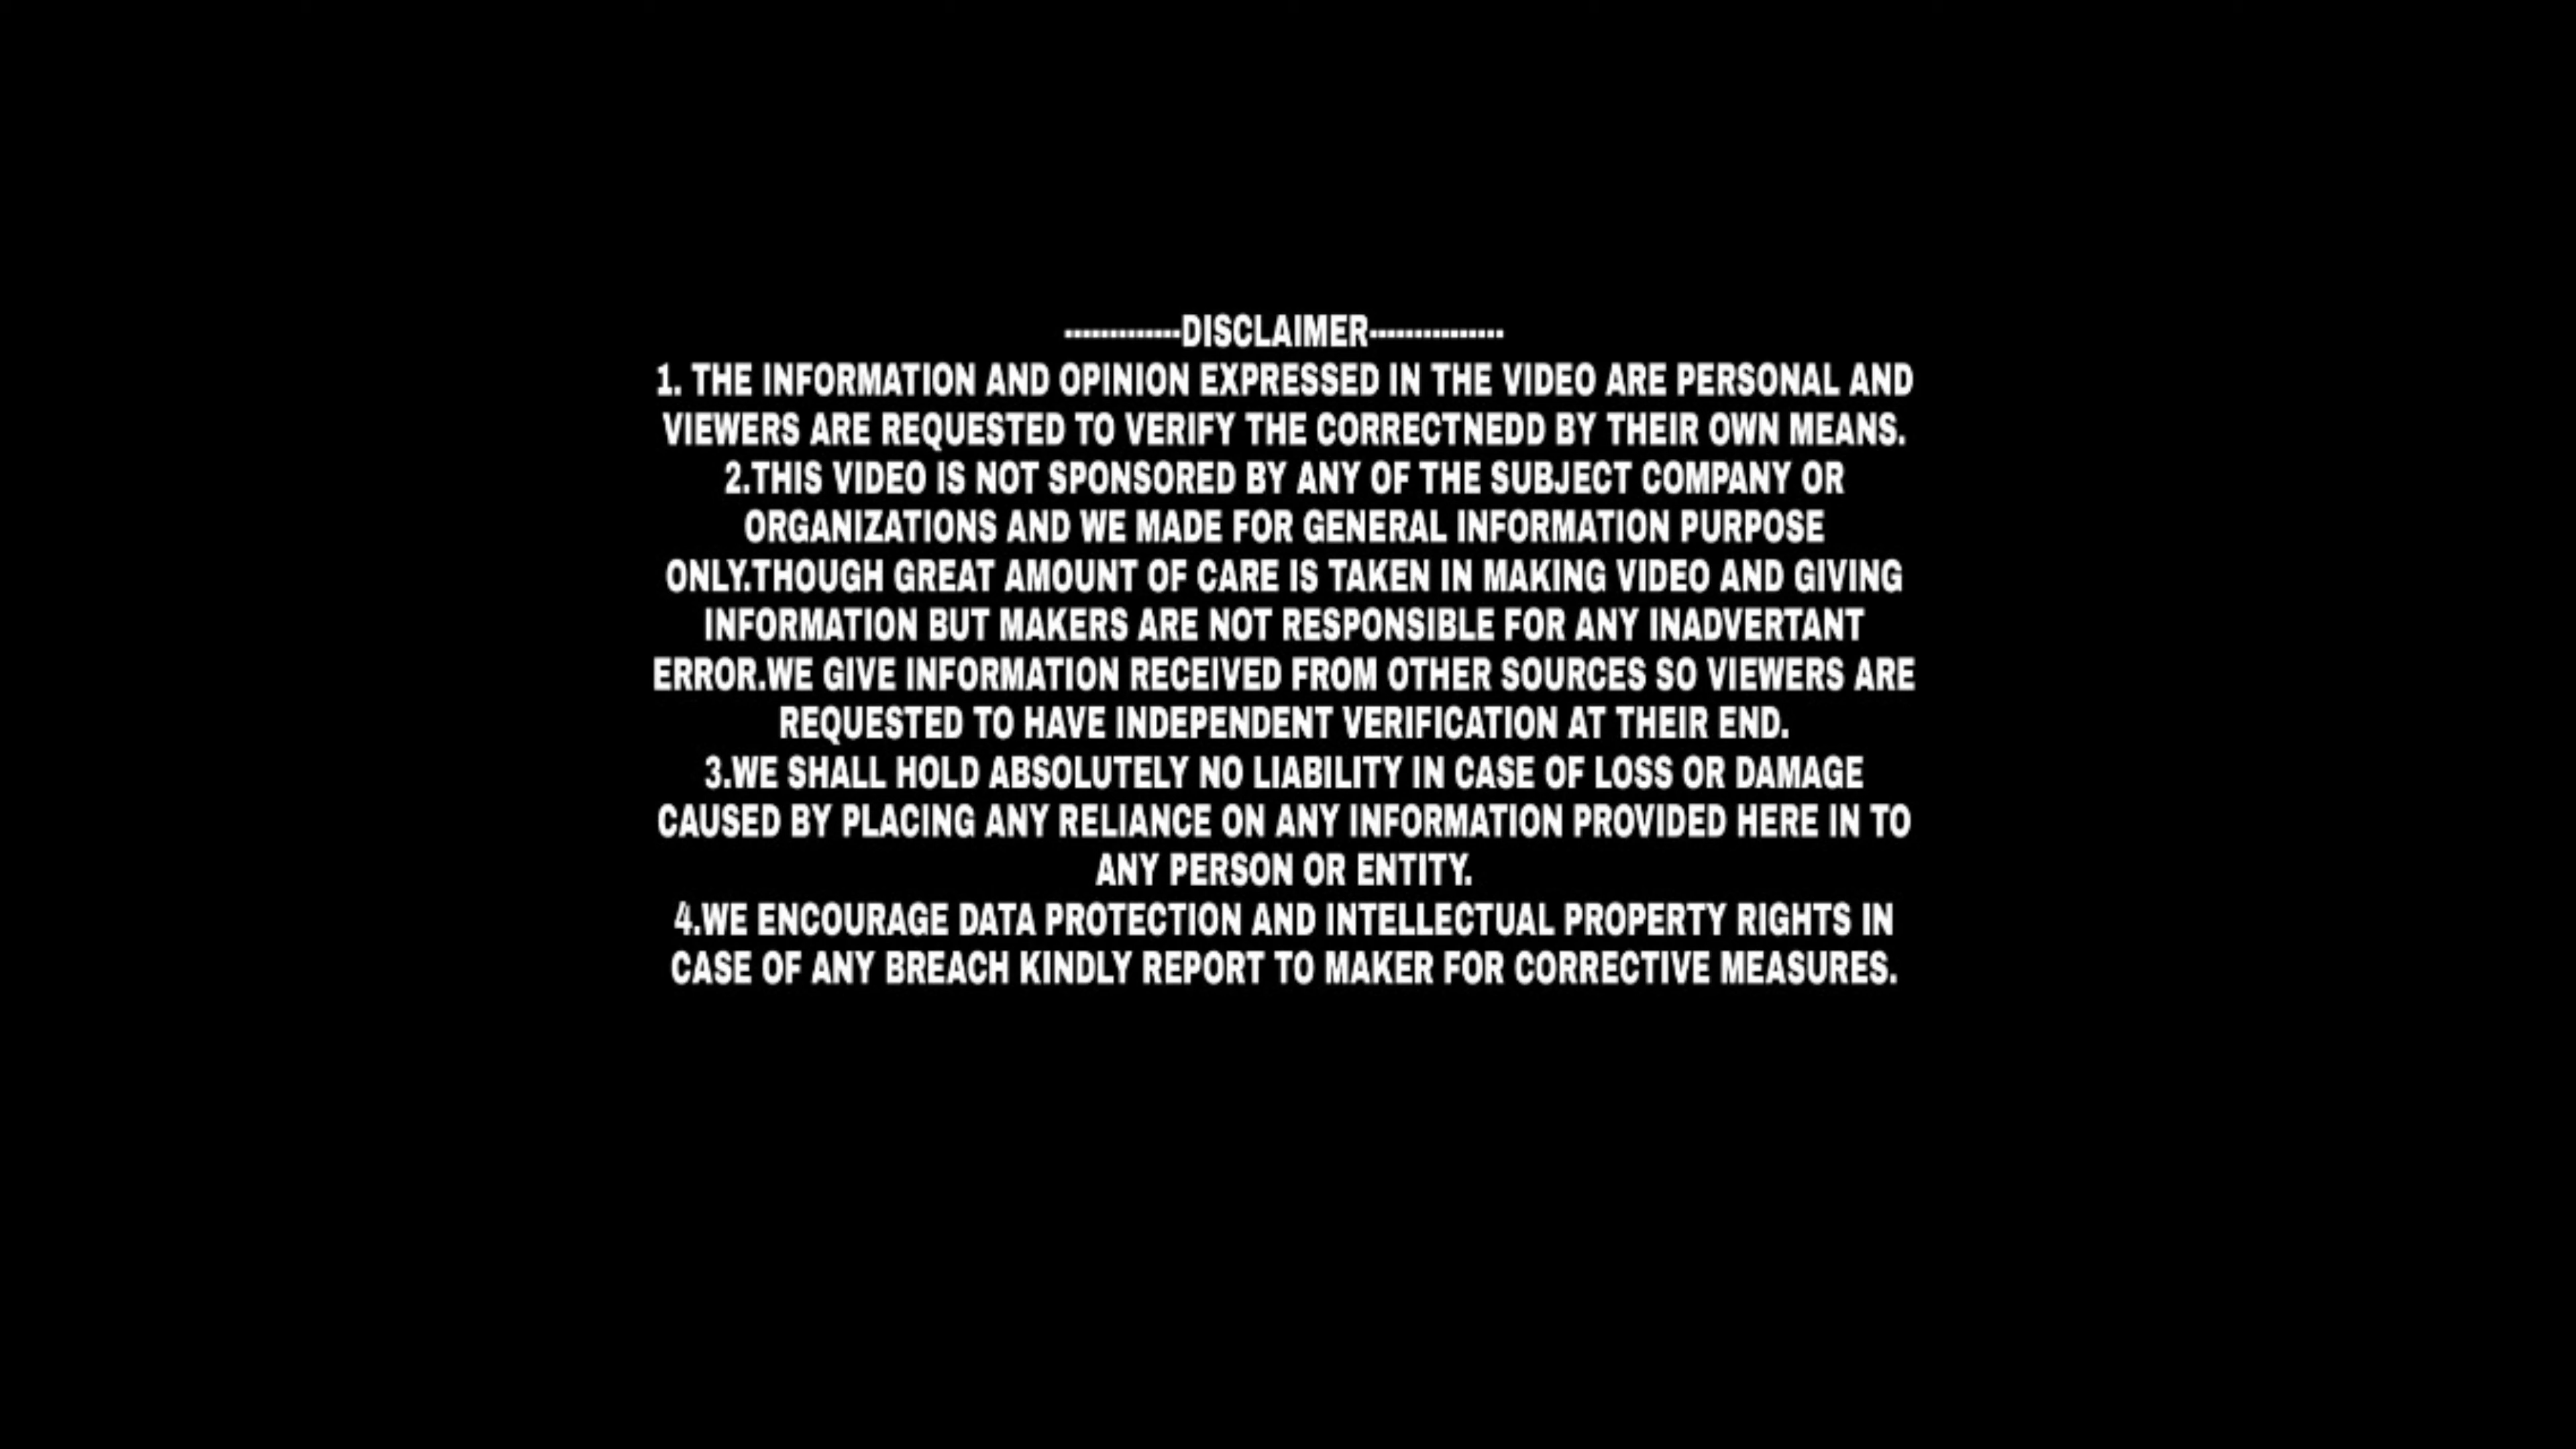 -------------DISCLAIMER---------------
1. THE INFORMATION AND OPINION EXPRESSED IN THE VIDEO ARE PERSONAL AND
VIEWERS ARE REQUESTED TO VERIFY THE CORRECTNEDD BY THEIR OWN MEANS.
2.THIS VIDEO IS NOT SPONSORED BY ANY OF THE SUBJECT COMPANY OR
ORGANIZATIONS AND WE MADE FOR GENERAL INFORMATION PURPOSE
ONLY.THOUGH GREAT AMOUNT OF CARE IS TAKEN IN MAKING VIDEO AND GIVING
INFORMATION BUT MAKERS ARE NOT RESPONSIBLE FOR ANY INADVERTANT
ERROR.WE GIVE INFORMATION RECEIVED FROM OTHER SOURCES SO VIEWERS ARE
REQUESTED TO HAVE INDEPENDENT VERIFICATION AT THEIR END.
3.WE SHALL HOLD ABSOLUTELY NO LIABILITY IN CASE OF LOSS OR DAMAGE
CAUSED BY PLACING ANY RELIANCE ON ANY INFORMATION PROVIDED HERE IN TO
ANY PERSON OR ENTITY.
4.WE ENCOURAGE DATA PROTECTION AND INTELLECTUAL PROPERTY RIGHTS IN
CASE OF ANY BREACH KINDLY REPORT TO MAKER FOR CORRECTIVE MEASURES.